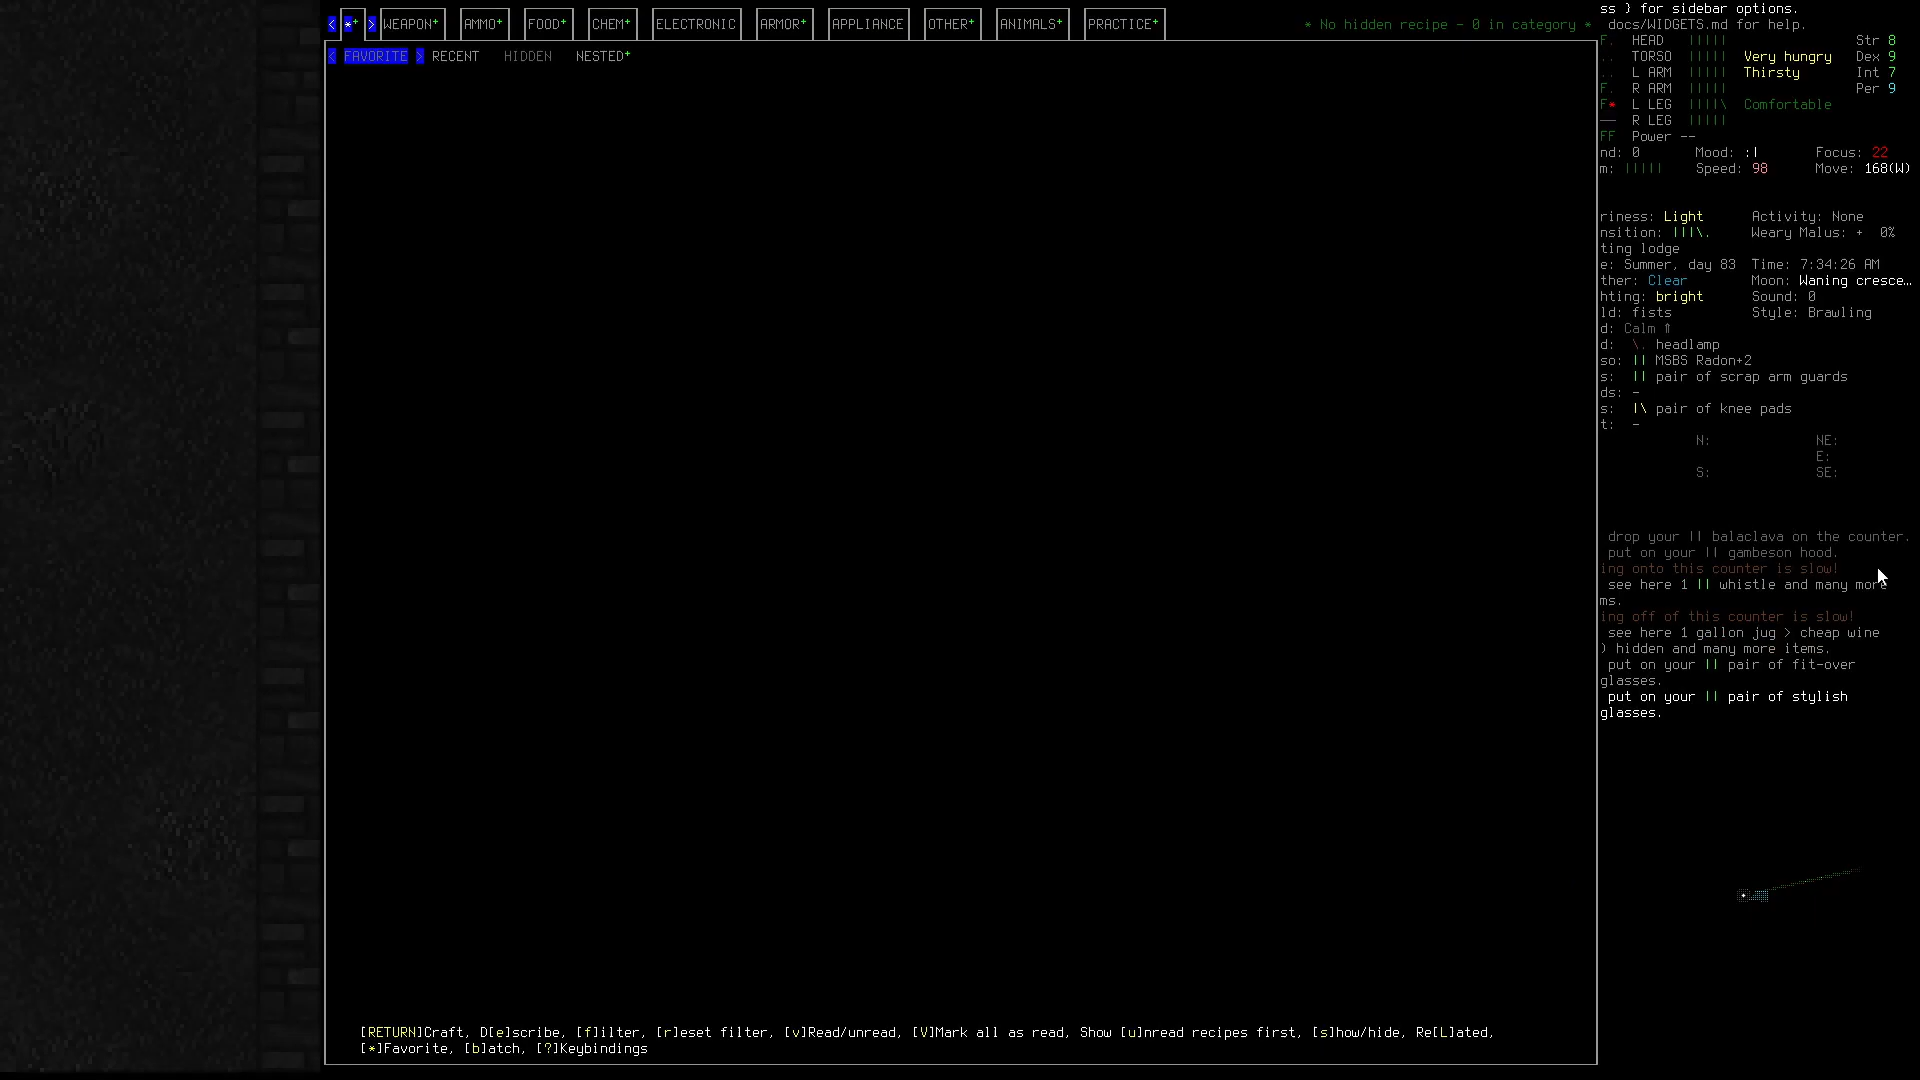 < *+ > WEAPON+ AMMO+ FOOD+ CHEM+ ELECTRONIC ARMOR+ APPLIANCE OTHER+ ANIMALS+ PRACTICE+ * No hidden recipe - 0 in category *
< FAVORITE > RECENT HIDDEN NESTED+
[RETURN]Craft, D[e]scribe, [f]ilter, [r]eset filter, [v]Read/unread, [V]Mark all as read, Show [u]nread recipes first, [s]how/hide, Re[L]ated,
[*]Favorite, [b]atch, [?]Keybindings
ss } for sidebar options.
docs/WIDGETS.md for help.
F. HEAD ||||| Str 8
.. TORSO ||||| Very hungry Dex 9
.. L ARM ||||| Thirsty Int 7
F. R ARM ||||| Per 9
F* L LEG ||||\ Comfortable
— R LEG |||||
FF Power --
nd: 0 Mood: :| Focus: 22
m: ||||| Speed: 98 Move: 168(W)
riness: Light Activity: None
nsition: |||\. Weary Malus: + 0%
ting lodge
e: Summer, day 83 Time: 7:34:26 AM
ther: Clear Moon: Waning cresce…
hting: bright Sound: 0
ld: fists Style: Brawling
d: Calm ⇑
d: \. headlamp
so: || MSBS Radon+2
s: || pair of scrap arm guards
ds: -
s: |\ pair of knee pads
t: -
N: NE:
E:
S: SE:
drop your || balaclava on the counter.
put on your || gambeson hood.
ing onto this counter is slow!
see here 1 || whistle and many more
ms.
ing off of this counter is slow!
see here 1 gallon jug > cheap wine
) hidden and many more items.
put on your || pair of fit-over
glasses.
put on your || pair of stylish
glasses.